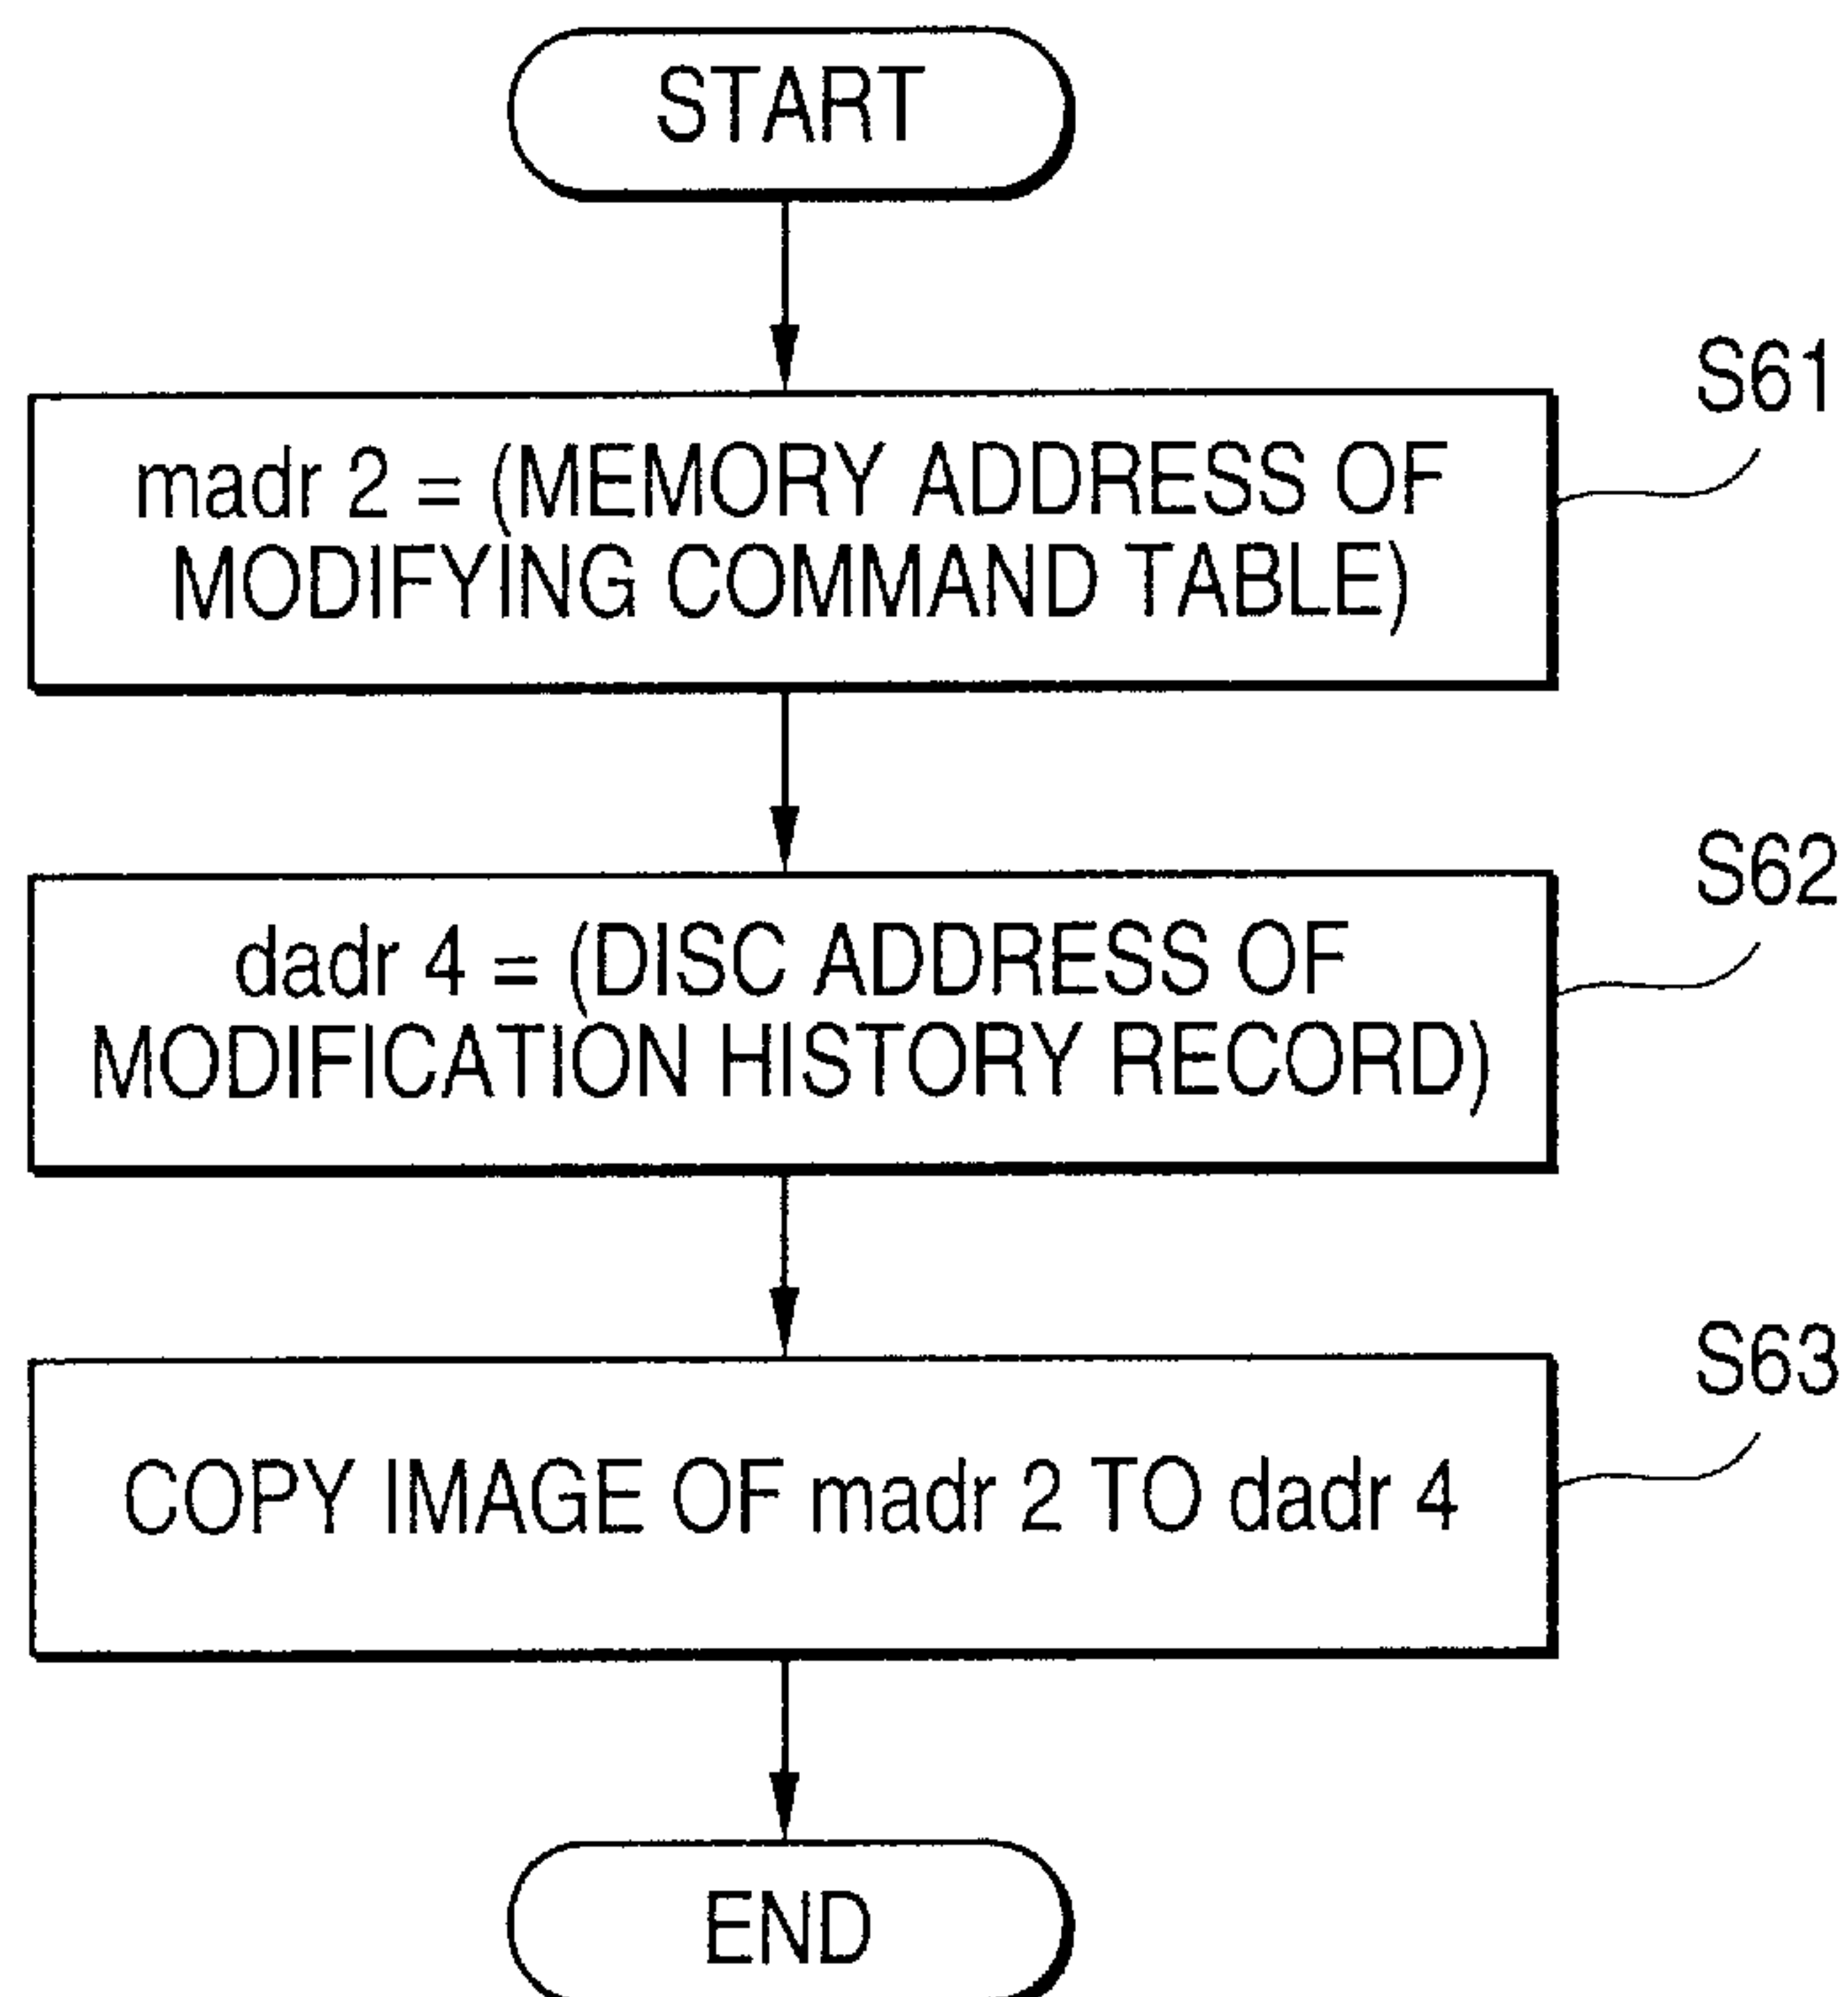 START
S61
madr 2 = (MEMORY ADDRESS OF
MODIFYING COMMAND TABLE)
S62
dadr 4 = (DISC ADDRESS OF
MODIFICATION HISTORY RECORD)
S63
COPY IMAGE OF madr 2 TO dadr 4
END